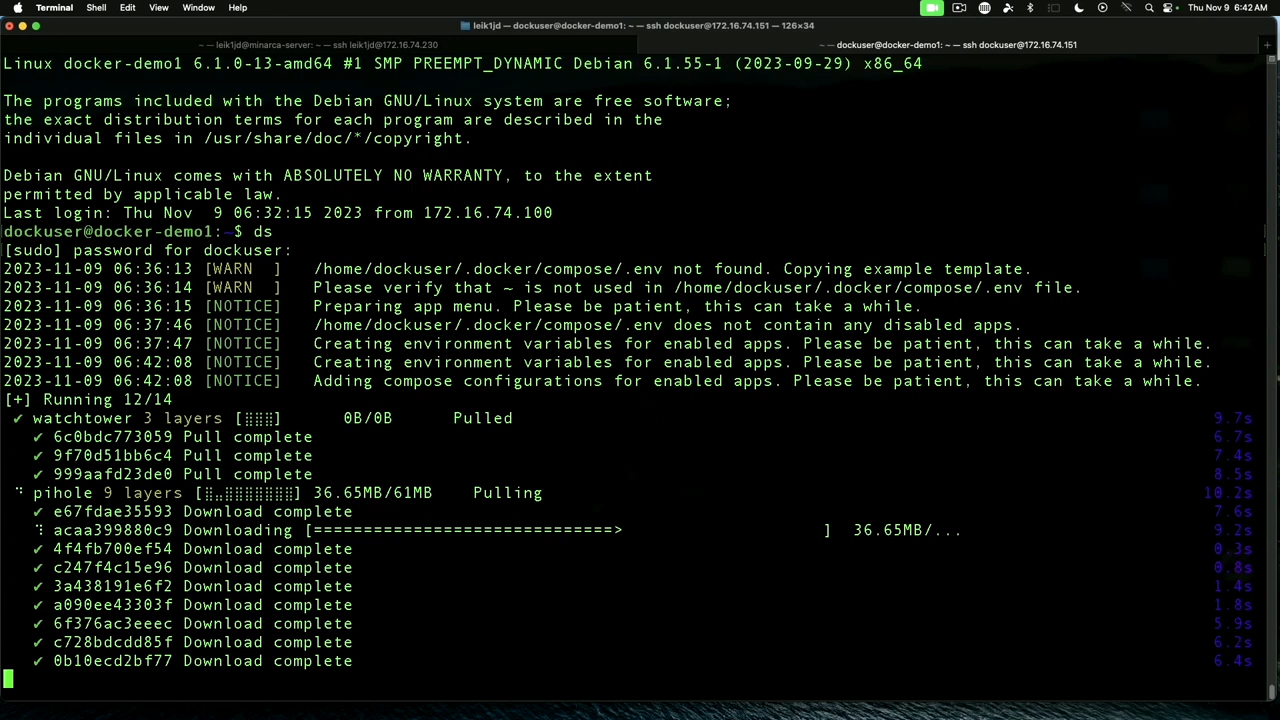 Terminal Shell Edit View Window Help Thu Nov 9 6:42 AM
leik1jd — dockuser@docker-demo1: ~ — ssh dockuser@172.16.74.151 — 126×34
~ — leik1jd@minarca-server: ~ — ssh leik1jd@172.16.74.230 ~ — dockuser@docker-demo1: ~ — ssh dockuser@172.16.74.151 +
Linux docker-demo1 6.1.0-13-amd64 #1 SMP PREEMPT_DYNAMIC Debian 6.1.55-1 (2023-09-29) x86_64
The programs included with the Debian GNU/Linux system are free software;
the exact distribution terms for each program are described in the
individual files in /usr/share/doc/*/copyright.
Debian GNU/Linux comes with ABSOLUTELY NO WARRANTY, to the extent
permitted by applicable law.
Last login: Thu Nov  9 06:32:15 2023 from 172.16.74.100
dockuser@docker-demo1:~$ ds
[sudo] password for dockuser:
2023-11-09 06:36:13 [WARN  ]   /home/dockuser/.docker/compose/.env not found. Copying example template.
2023-11-09 06:36:14 [WARN  ]   Please verify that ~ is not used in /home/dockuser/.docker/compose/.env file.
2023-11-09 06:36:15 [NOTICE]   Preparing app menu. Please be patient, this can take a while.
2023-11-09 06:37:46 [NOTICE]   /home/dockuser/.docker/compose/.env does not contain any disabled apps.
2023-11-09 06:37:47 [NOTICE]   Creating environment variables for enabled apps. Please be patient, this can take a while.
2023-11-09 06:42:08 [NOTICE]   Creating environment variables for enabled apps. Please be patient, this can take a while.
2023-11-09 06:42:08 [NOTICE]   Adding compose configurations for enabled apps. Please be patient, this can take a while.
[+] Running 12/14
✔ watchtower 3 layers [⣿⣿⣿] 0B/0B Pulled 9.7s
✔ 6c0bdc773059 Pull complete 6.7s
✔ 9f70d51bb6c4 Pull complete 7.4s
✔ 999aafd23de0 Pull complete 8.5s
⠙ pihole 9 layers [⣿⣤⣿⣿⣿⣿⣿⣿⣿] 36.65MB/61MB Pulling 10.2s
✔ e67fdae35593 Download complete 7.6s
⠹ acaa399880c9 Downloading [==============================> ] 36.65MB/... 9.2s
✔ 4f4fb700ef54 Download complete 0.3s
✔ c247f4c15e96 Download complete 0.8s
✔ 3a438191e6f2 Download complete 1.4s
✔ a090ee43303f Download complete 1.8s
✔ 6f376ac3eeec Download complete 5.9s
✔ c728bdcdd85f Download complete 6.2s
✔ 0b10ecd2bf77 Download complete 6.4s